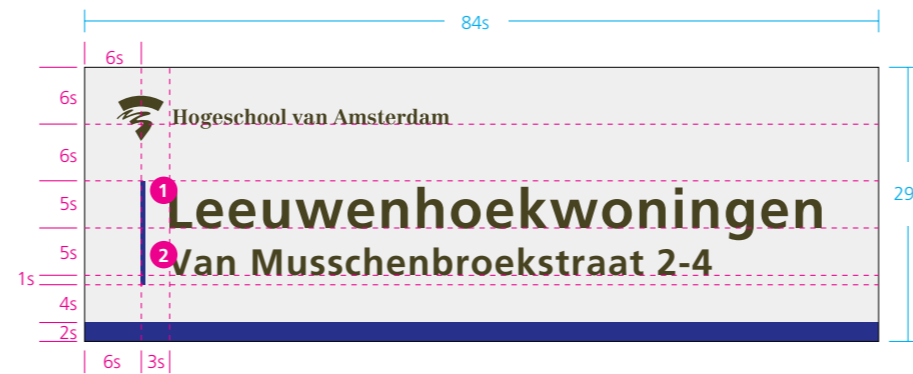 84s
6s
6s
Hogeschool van Amsterdam
6s
5s
1
Leeuwenhoekwoningen
29
5s
2
Van Musschenbroekstraat 2-4
1s
4s
2s
6s
3s